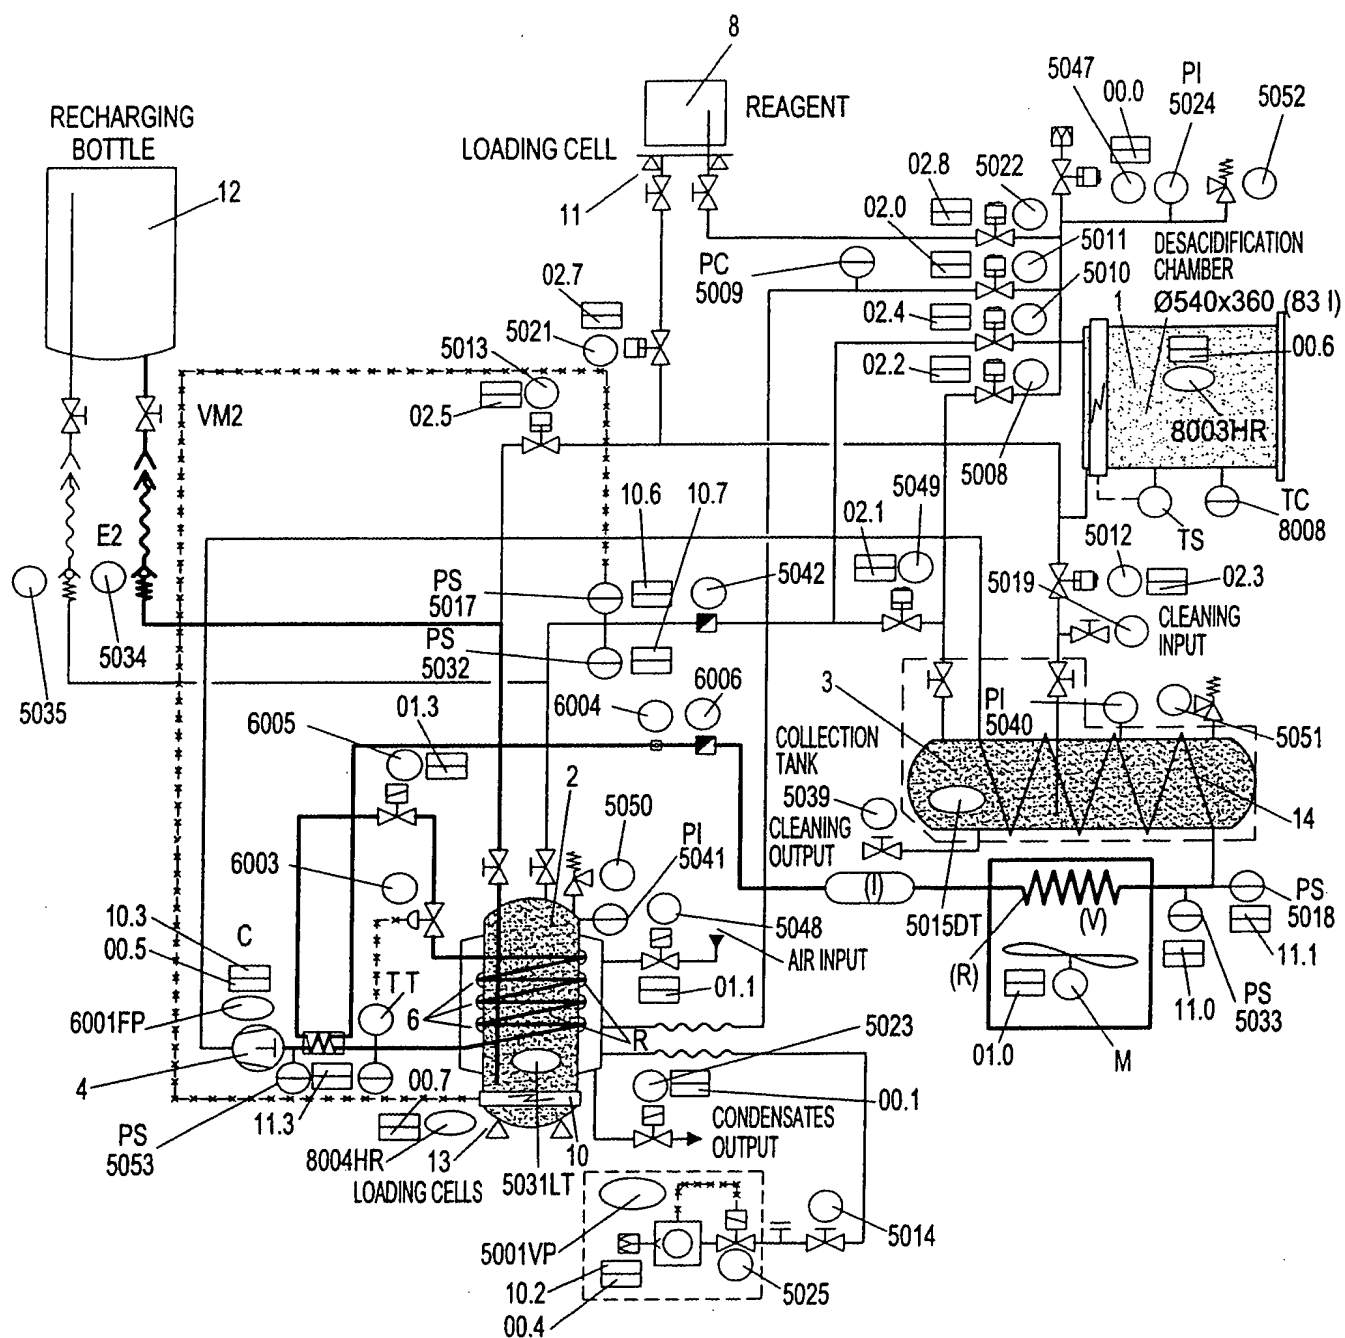 8
5047
PI
5024
00.0
5052
RECHARGING
BOTTLE
REAGENT
LOADING CELL
12
11
02.8
5022
02.0
5011
DESACIDIFICATION
CHAMBER
PC
5009
5010
1
Ø540x360 (83 l)
02.7
02.4
5021
5013
02.2
00.6
VM2
02.5
8003HR
5008
10.6
10.7
5049
TC
8008
E2
02.1
TS
5012
5042
5019
02.3
PS
5017
CLEANING
INPUT
5034
PS
5032
3
PI
5040
5035
6005
01.3
6004
6006
COLLECTION
TANK
5051
2
5039
CLEANING
OUTPUT
14
5050
PI
5041
6003
(I)
5015DT
(V)
PS
5018
10.3
C
00.5
5048
AIR INPUT
(R)
11.1
TT
6
01.1
11.0
PS
5033
6001FP
R
5023
01.0
M
4
00.7
00.1
11.3
CONDENSATES
OUTPUT
PS
5053
8004HR
13
10
5031LT
LOADING CELLS
5014
5001VP
10.2
5025
00.4